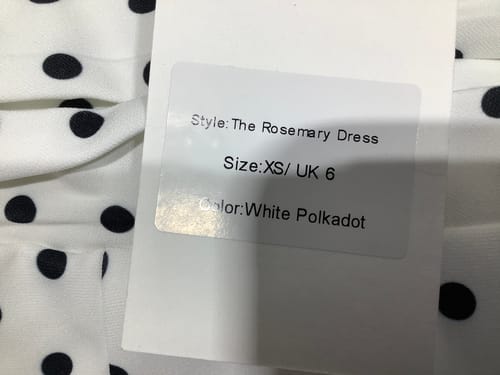 Style:The Rosemary Dress
Size:XS/ UK 6
Color:White Polkadot